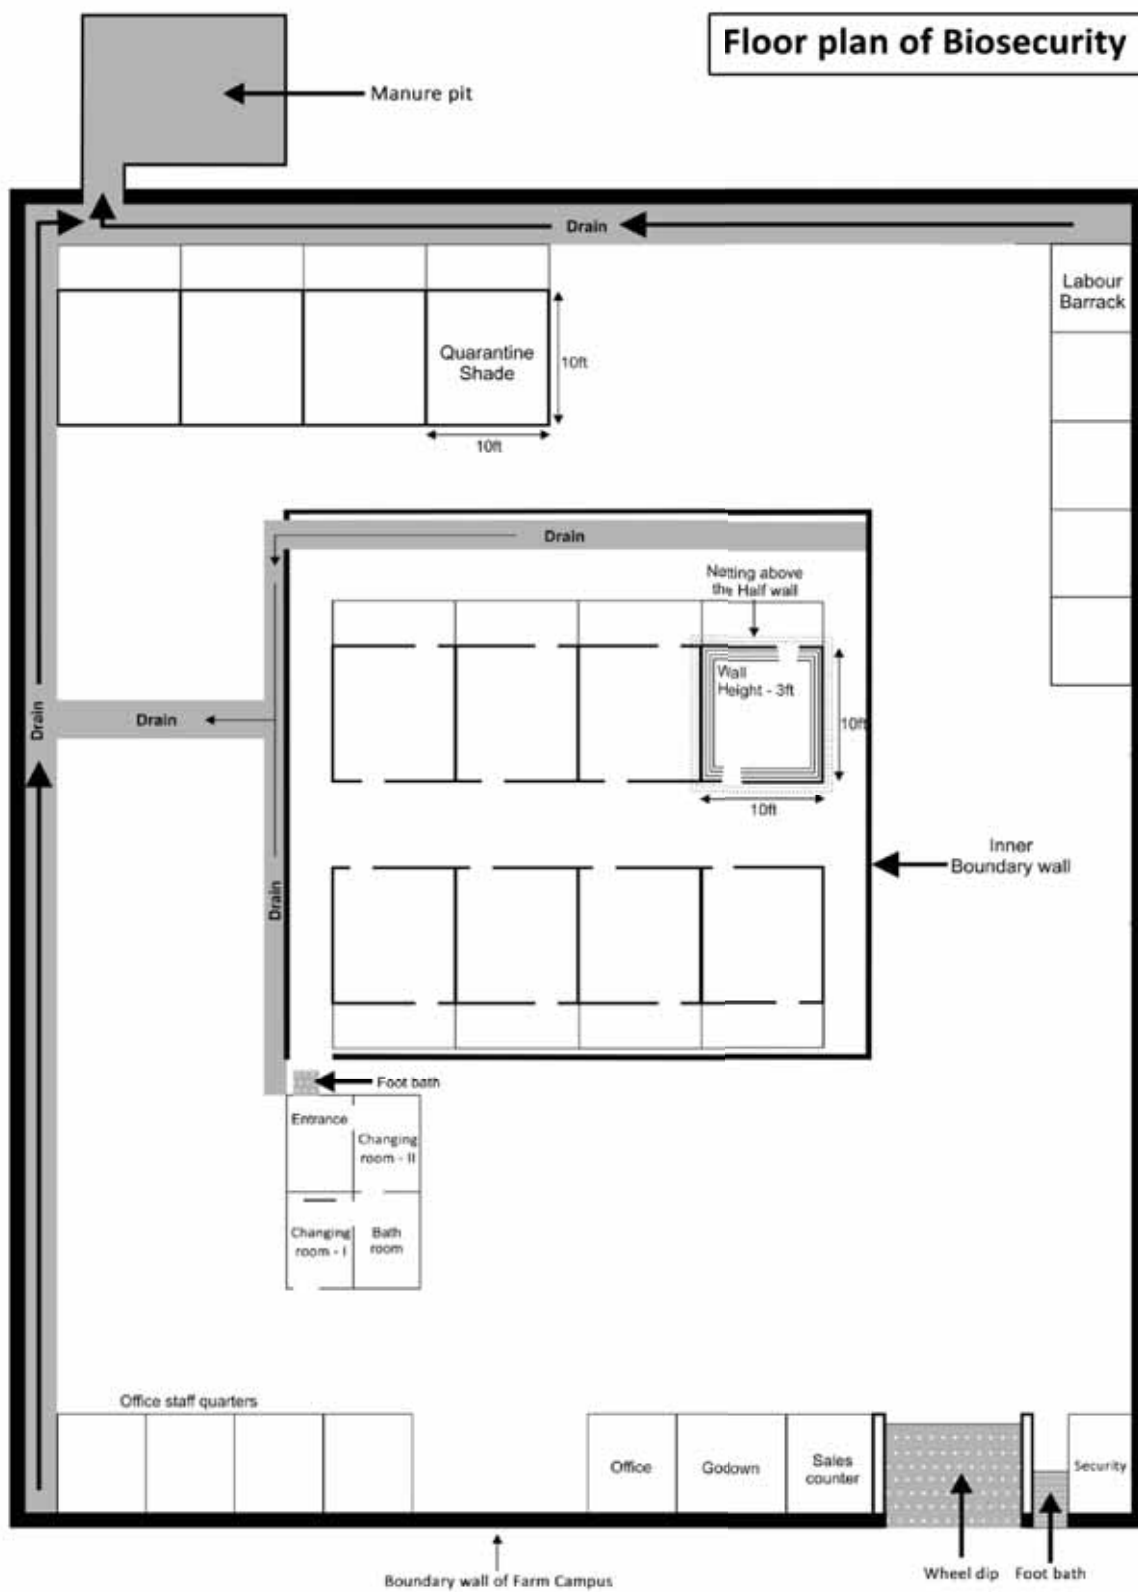 Floor plan of Biosecurity
Manure pit
Drain
Labour
Barrack
Quarantine
Shade
10ft
10ft
Drain
Netting above
the Half wall
Wall
Height - 3ft
10ft
10ft
Drain
Drain
Inner
Boundary wall
Drain
Foot bath
Entrance
Changing
room - II
Changing
room - I
Bath
room
Office staff quarters
Office
Godown
Sales
counter
Security
Wheel dip
Foot bath
Boundary wall of Farm Campus